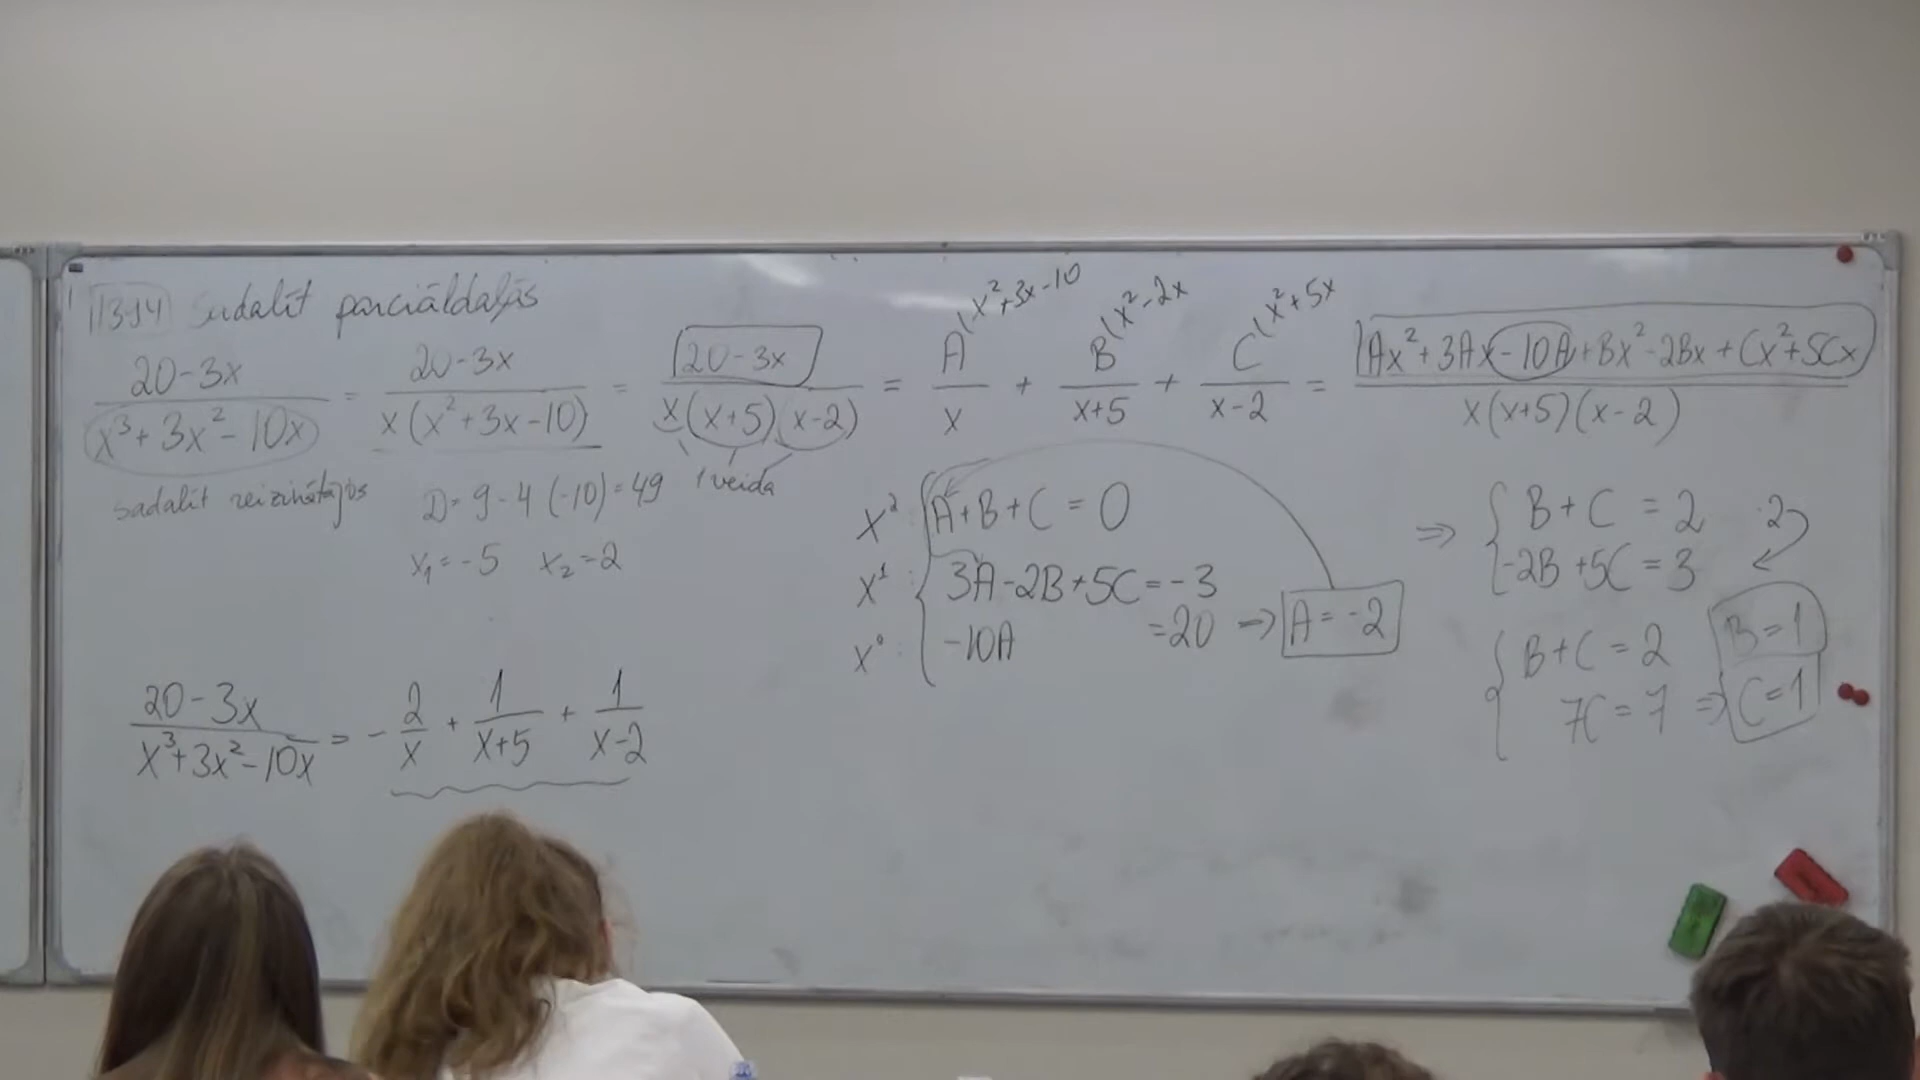 1314 Sadalīt parciāldaļās
(20-3x)/(x³+3x²-10x) = (20-3x)/(x(x²+3x-10)) = (20-3x)/(x(x+5)(x-2)) = A(x²+3x-10/x + B(x²-2x/(x+5) + C(x²+5x/(x-2) = (Ax²+3Ax-10A+Bx²-2Bx+Cx²+5Cx)/(x(x+5)(x-2))
sadalīt reizinātājos
D=9-4(-10)=49
x₁=-5 x₂=2
1 veida
x²: A+B+C=0
x¹: 3A-2B+5C=-3
x⁰: -10A =20 ⇒ A=-2
⇒ B+C=2 ·2
-2B+5C=3
B+C=2 B=1
7C=7 ⇒ C=1
(20-3x)/(x³+3x²-10x) = -2/x + 1/(x+5) + 1/(x-2)